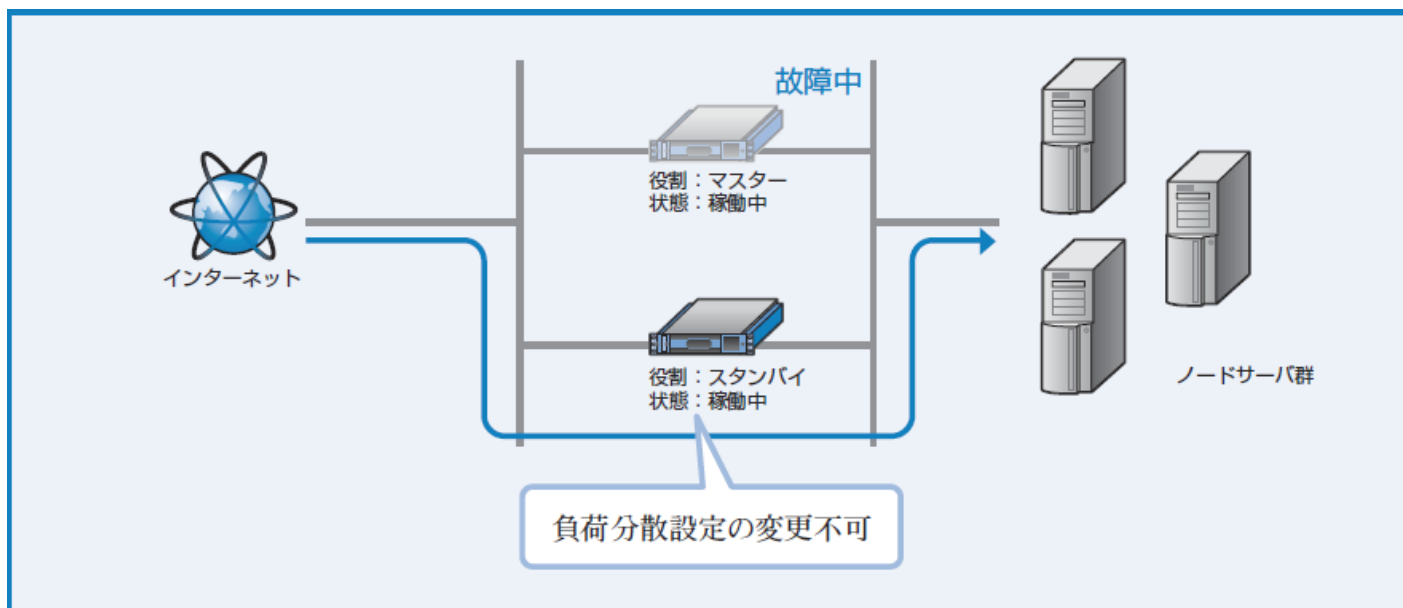 故障中
役割：マスター
状態：稼働中
インターネット
役割：スタンバイ
状態：稼働中
ノードサーバ群
負荷分散設定の変更不可